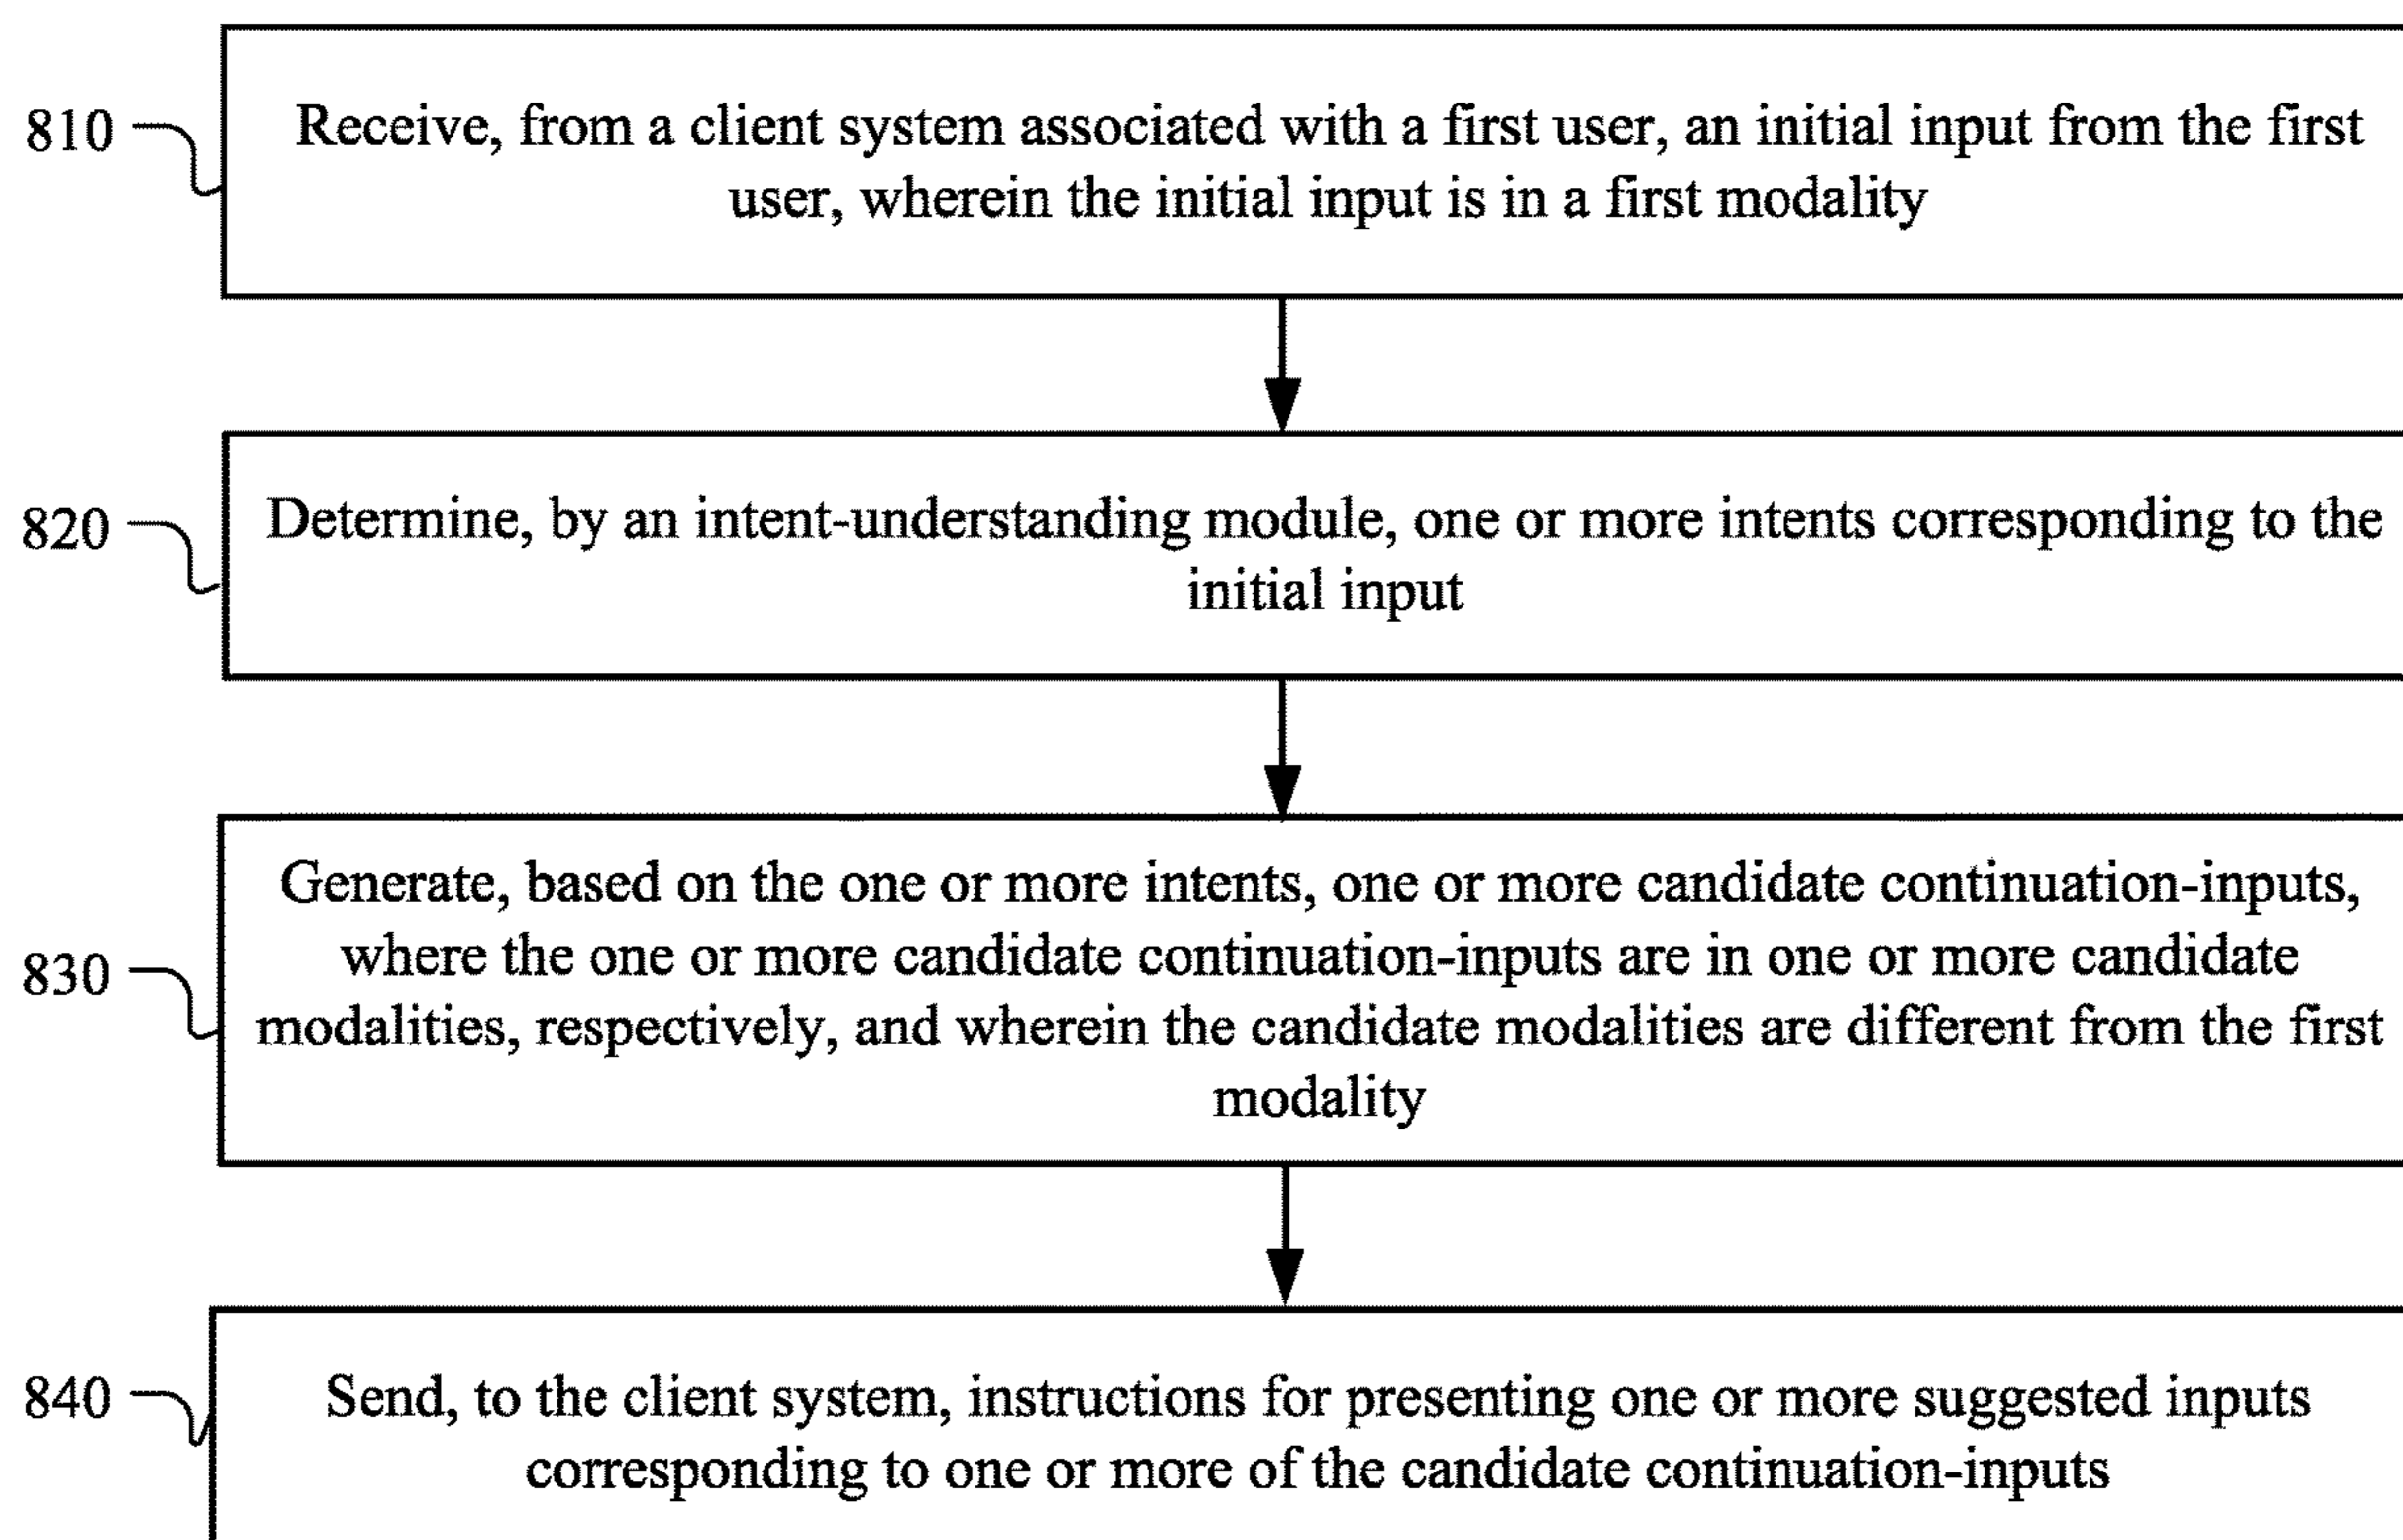 810
Receive, from a client system associated with a first user, an initial input from the first
user, wherein the initial input is in a first modality
820
Determine, by an intent-understanding module, one or more intents corresponding to the
initial input
830
Generate, based on the one or more intents, one or more candidate continuation-inputs,
where the one or more candidate continuation-inputs are in one or more candidate
modalities, respectively, and wherein the candidate modalities are different from the first
modality
840
Send, to the client system, instructions for presenting one or more suggested inputs
corresponding to one or more of the candidate continuation-inputs